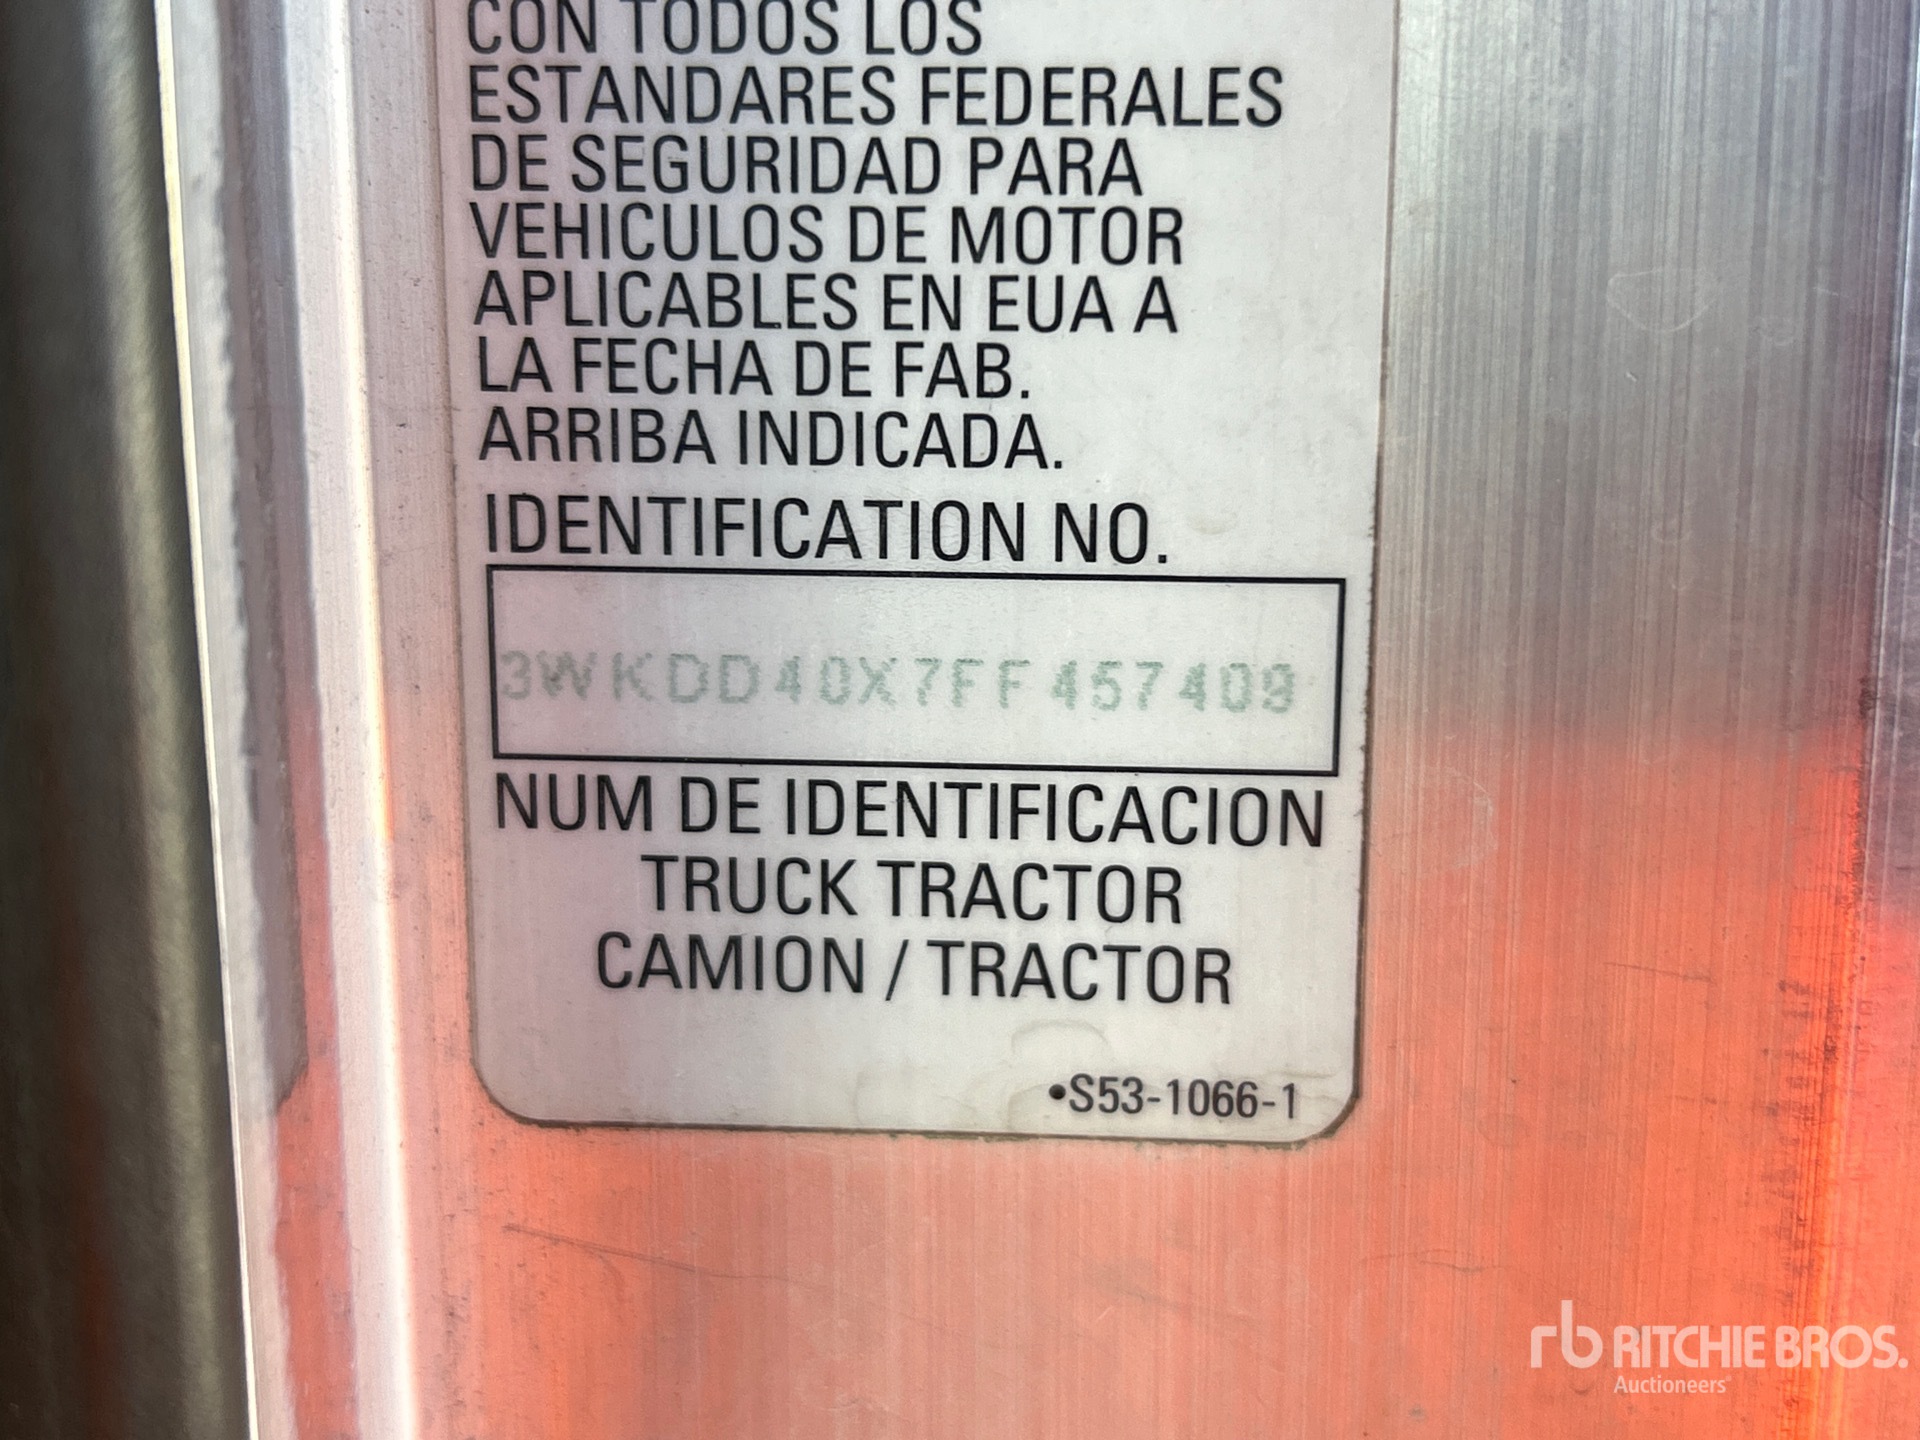 CON TODOS LOS
ESTANDARES FEDERALES
DE SEGURIDAD PARA
VEHICULOS DE MOTOR
APLICABLES EN EUA A
LA FECHA DE FAB.
ARRIBA INDICADA.
IDENTIFICATION NO.
3WKDD40X7FF457409
NUM DE IDENTIFICACION
TRUCK TRACTOR
CAMION / TRACTOR
•S53-1066-1
rb RITCHIE BROS.
Auctioneers